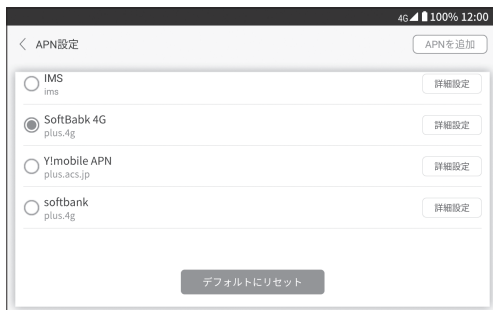 4G 100% 12:00
APN設定
APNを追加
IMS
ims
詳細設定
SoftBabk 4G
plus.4g
詳細設定
Y!mobile APN
plus.acs.jp
詳細設定
softbank
plus.4g
詳細設定
デフォルトにリセット